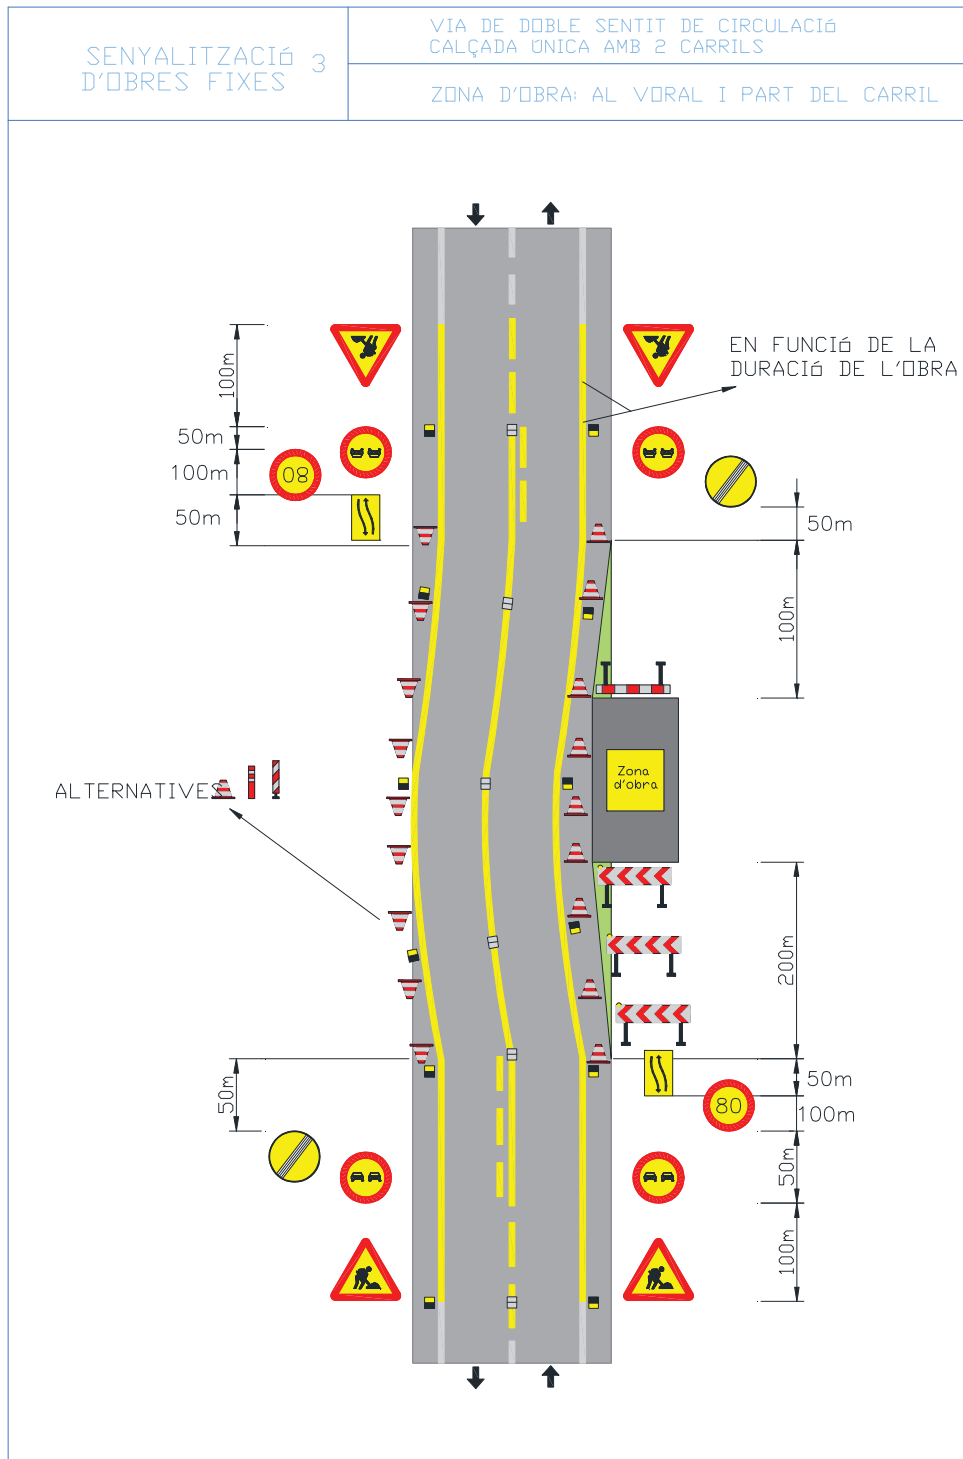 SENYALITZACIó 3
D'OBRES FIXES
VIA DE DOBLE SENTIT DE CIRCULACIó
CALÇADA ÚNICA AMB 2 CARRILS
ZONA D'OBRA: AL VORAL I PART DEL CARRIL
EN FUNCIó DE LA
DURACIó DE L'OBRA
100m
50m
100m
50m
80
50m
100m
ALTERNATIVES
Zona
d'obra
200m
50m
80
100m
50m
50m
100m